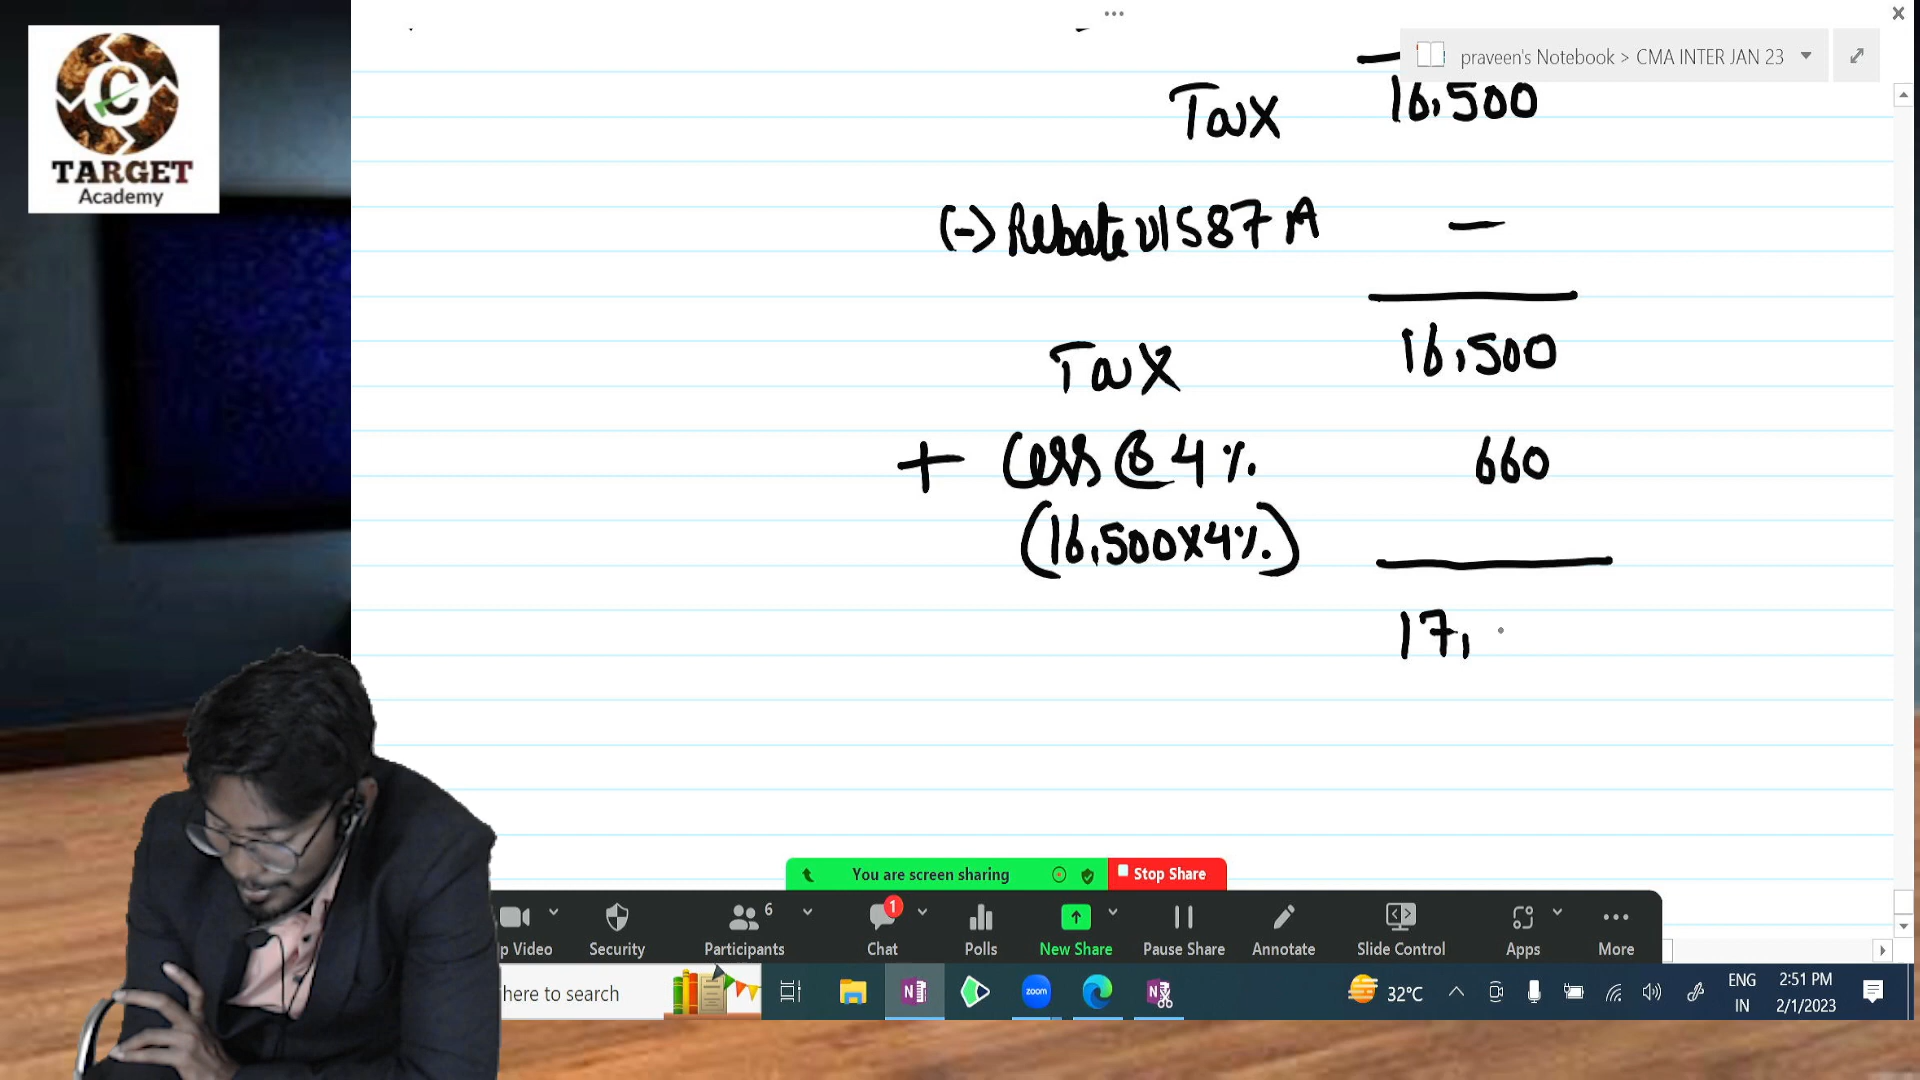 praveen's Notebook > CMA INTER JAN 23
TARGET
Academy
Tax 16,500
(-) Rebate u/s 87 A —
Tax 16,500
+ Cess @ 4 % 660
(16,500x4%)
17,
You are screen sharing Stop Share
6
1
p Video Security Participants Chat Polls New Share Pause Share Annotate Slide Control Apps More
here to search
zoom
32°C
ENG
IN
2:51 PM
2/1/2023